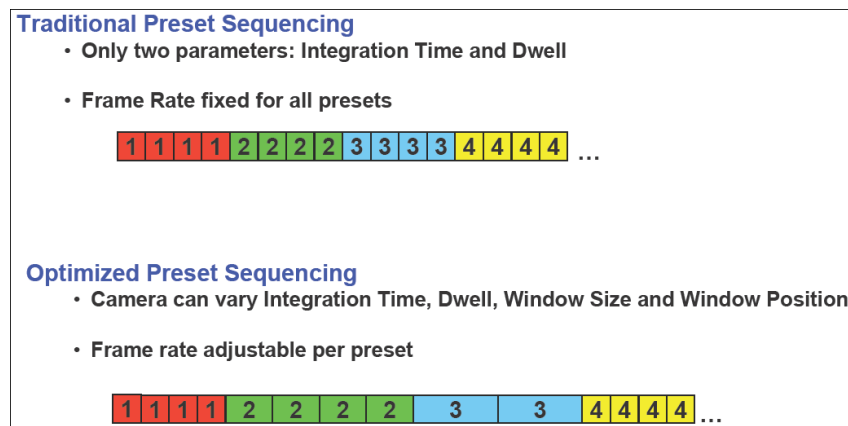 Traditional Preset Sequencing
• Only two parameters: Integration Time and Dwell
• Frame Rate fixed for all presets
1 1 1 1 2 2 2 2 3 3 3 3 4 4 4 4 ...
Optimized Preset Sequencing
• Camera can vary Integration Time, Dwell, Window Size and Window Position
• Frame rate adjustable per preset
1 1 1 1 2 2 2 2 3 3 4 4 4 4 ...